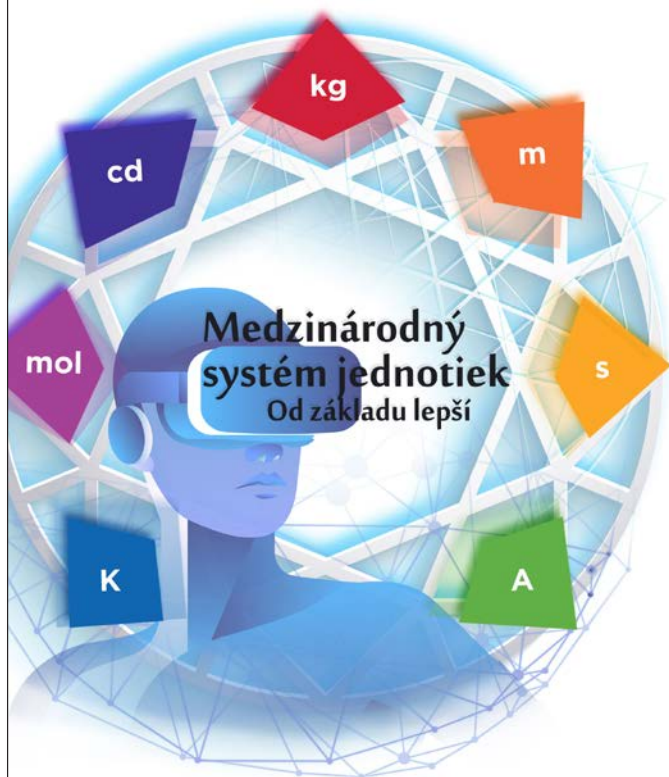 kg
m
cd
Medzinárodný
systém jednotiek
Od základu lepší
mol
s
K
A